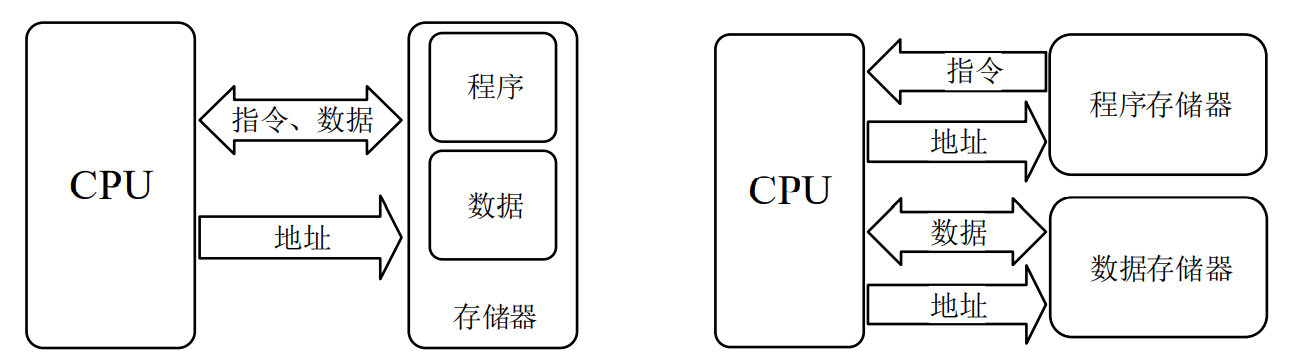 CPU
指令、数据
地址
程序
数据
存储器
CPU
指令
地址
数据
地址
程序存储器
数据存储器